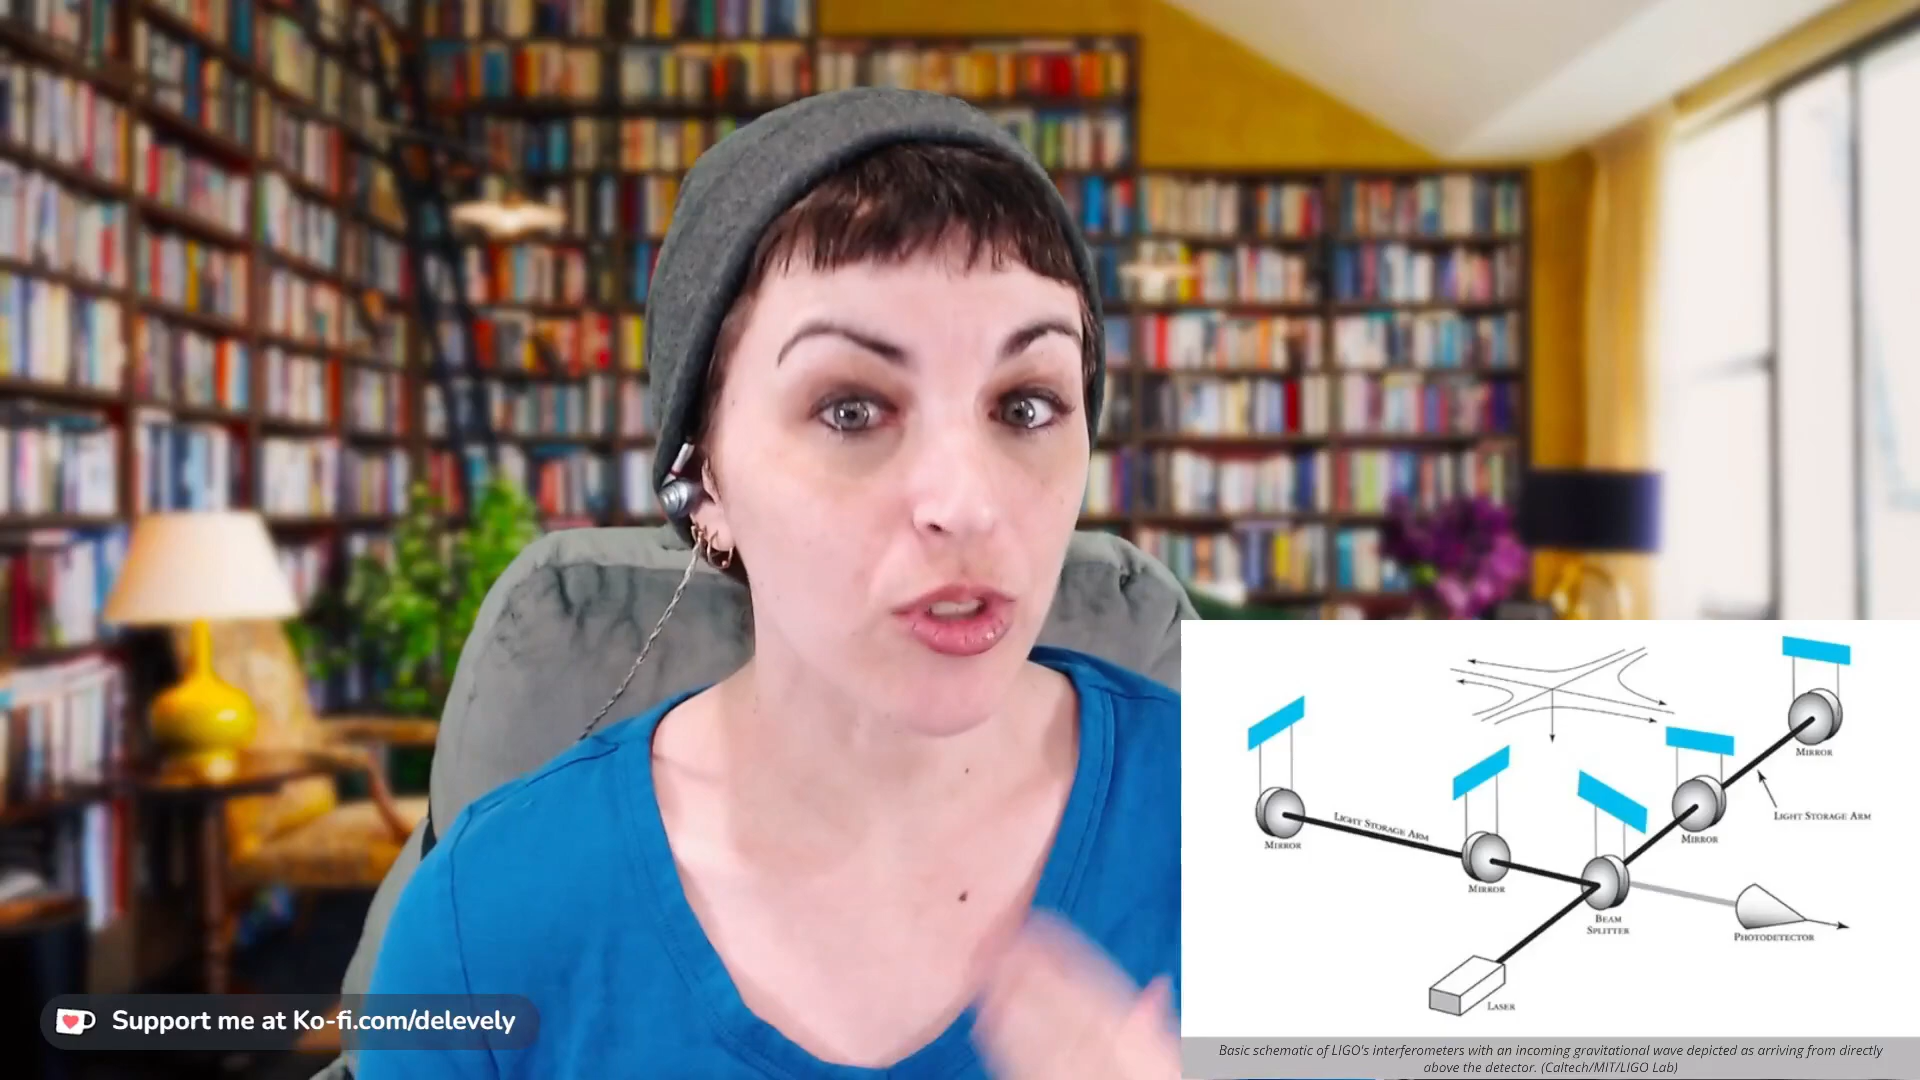 MIRROR
LIGHT STORAGE ARM
LIGHT STORAGE ARM
MIRROR
MIRROR
MIRROR
BEAM
SPLITTER
PHOTODETECTOR
LASER
Support me at Ko-fi.com/delevely
Basic schematic of LIGO's interferometers with an incoming gravitational wave depicted as arriving from directly
above the detector. (Caltech/MIT/LIGO Lab)